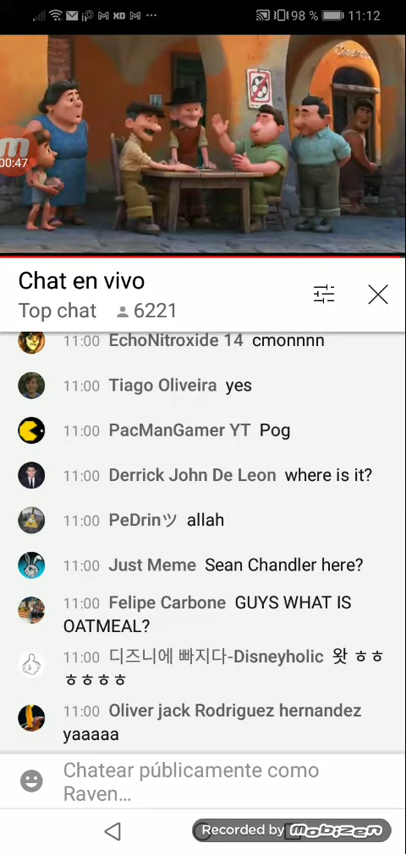 98 % 11:12
Mobizen
00:47
Chat en vivo
Top chat 6221
11:00 EchoNitroxide 14 cmonnnn
11:00 Tiago Oliveira yes
11:00 PacManGamer YT Pog
11:00 Derrick John De Leon where is it?
11:00 PeDrinツ allah
11:00 Just Meme Sean Chandler here?
11:00 Felipe Carbone GUYS WHAT IS
OATMEAL?
11:00 디즈니에 빠지다-Disneyholic 왓 ㅎㅎ
ㅎㅎㅎㅎ
11:00 Oliver jack Rodriguez hernandez
yaaaaa
Chatear públicamente como
Raven...
Recorded by Mobizen